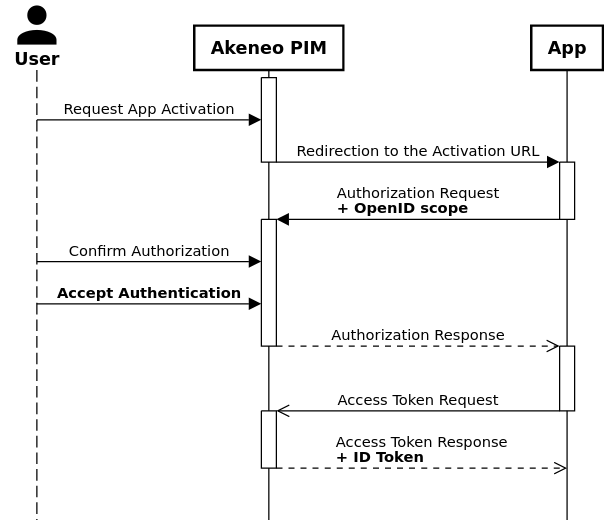 User
Akeneo PIM
App
Request App Activation
Redirection to the Activation URL
Authorization Request
+ OpenID scope
Confirm Authorization
Accept Authentication
Authorization Response
Access Token Request
Access Token Response
+ ID Token